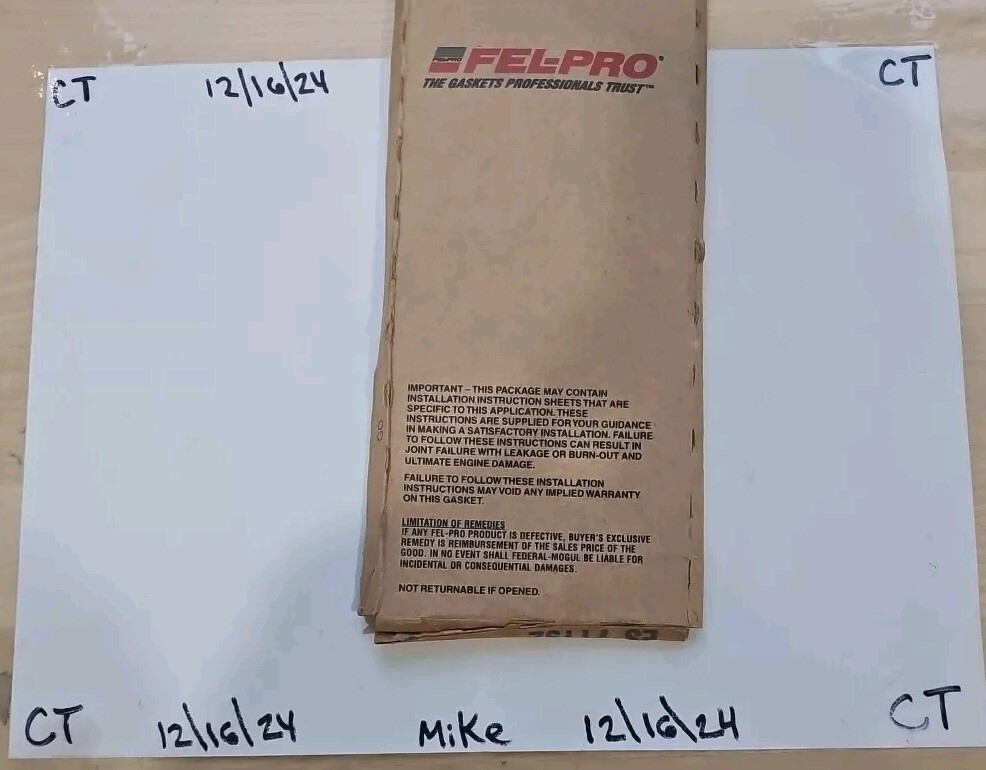 CT 12/16/24 CT
FEL-PRO
FEL-PRO®
THE GASKETS PROFESSIONALS TRUST™
IMPORTANT – THIS PACKAGE MAY CONTAIN
INSTALLATION INSTRUCTION SHEETS THAT ARE
SPECIFIC TO THIS APPLICATION. THESE
INSTRUCTIONS ARE SUPPLIED FOR YOUR GUIDANCE
IN MAKING A SATISFACTORY INSTALLATION. FAILURE
TO FOLLOW THESE INSTRUCTIONS CAN RESULT IN
JOINT FAILURE WITH LEAKAGE OR BURN-OUT AND
ULTIMATE ENGINE DAMAGE.
FAILURE TO FOLLOW THESE INSTALLATION
INSTRUCTIONS MAY VOID ANY IMPLIED WARRANTY
ON THIS GASKET.
LIMITATION OF REMEDIES
IF ANY FEL-PRO PRODUCT IS DEFECTIVE, BUYER'S EXCLUSIVE
REMEDY IS REIMBURSEMENT OF THE SALES PRICE OF THE
GOOD. IN NO EVENT SHALL FEDERAL-MOGUL BE LIABLE FOR
INCIDENTAL OR CONSEQUENTIAL DAMAGES.
NOT RETURNABLE IF OPENED.
CT 12/16/24 MiKe 12/16/24 CT